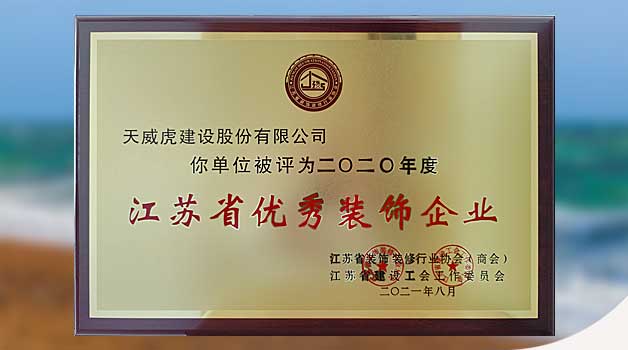 天威虎建设股份有限公司
你单位被评为二〇二〇年度
江苏省优秀装饰企业
江苏省装饰装修行业协会（商会）
江苏省建设工会工作委员会
二〇二一年八月